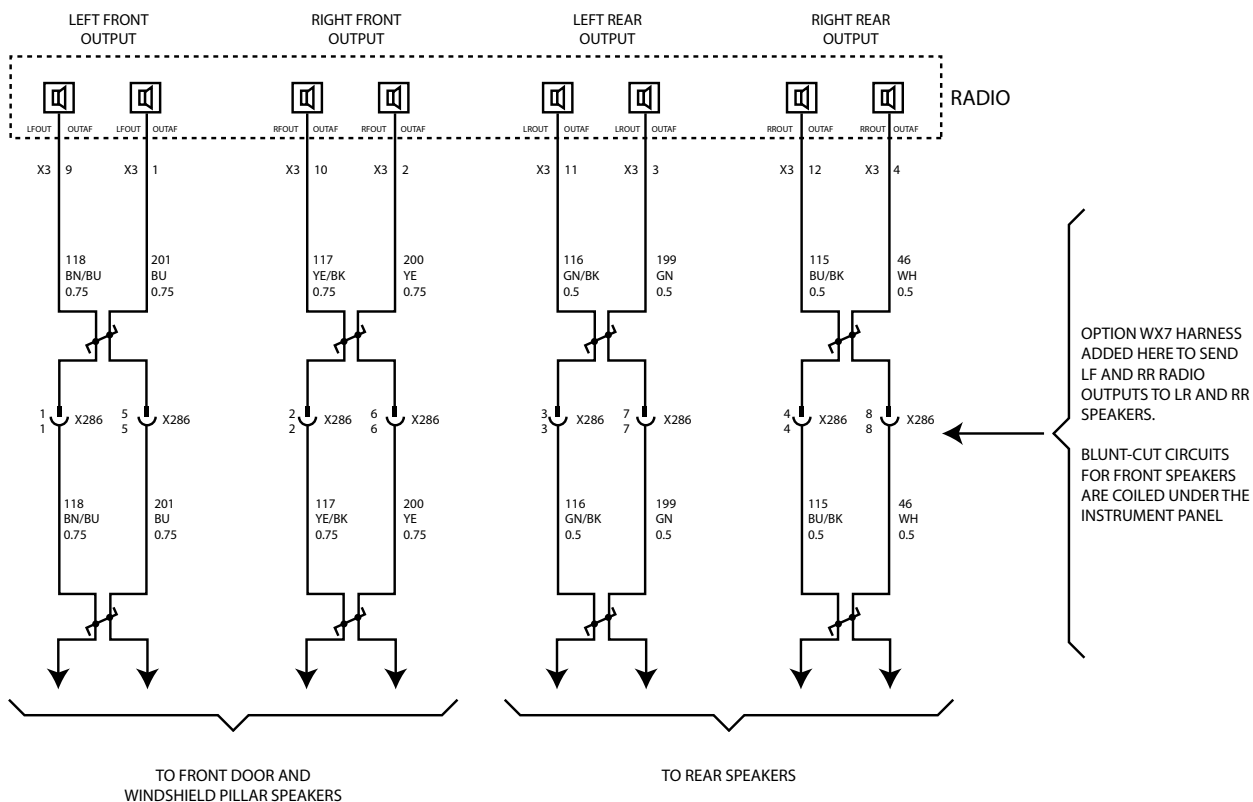 LEFT FRONT
OUTPUT
RIGHT FRONT
OUTPUT
LEFT REAR
OUTPUT
RIGHT REAR
OUTPUT
RADIO
LFOUT OUTAF LFOUT OUTAF RFOUT OUTAF RFOUT OUTAF LROUT OUTAF LROUT OUTAF RROUT OUTAF RROUT OUTAF
X3 9 X3 1 X3 10 X3 2 X3 11 X3 3 X3 12 X3 4
118
BN/BU
0.75
201
BU
0.75
117
YE/BK
0.75
200
YE
0.75
116
GN/BK
0.5
199
GN
0.5
115
BU/BK
0.5
46
WH
0.5
1
1
X286
5
5
X286
2
2
X286
6
6
X286
3
3
X286
7
7
X286
4
4
X286
8
8
X286
118
BN/BU
0.75
201
BU
0.75
117
YE/BK
0.75
200
YE
0.75
116
GN/BK
0.5
199
GN
0.5
115
BU/BK
0.5
46
WH
0.5
OPTION WX7 HARNESS
ADDED HERE TO SEND
LF AND RR RADIO
OUTPUTS TO LR AND RR
SPEAKERS.
BLUNT-CUT CIRCUITS
FOR FRONT SPEAKERS
ARE COILED UNDER THE
INSTRUMENT PANEL
TO FRONT DOOR AND
WINDSHIELD PILLAR SPEAKERS
TO REAR SPEAKERS